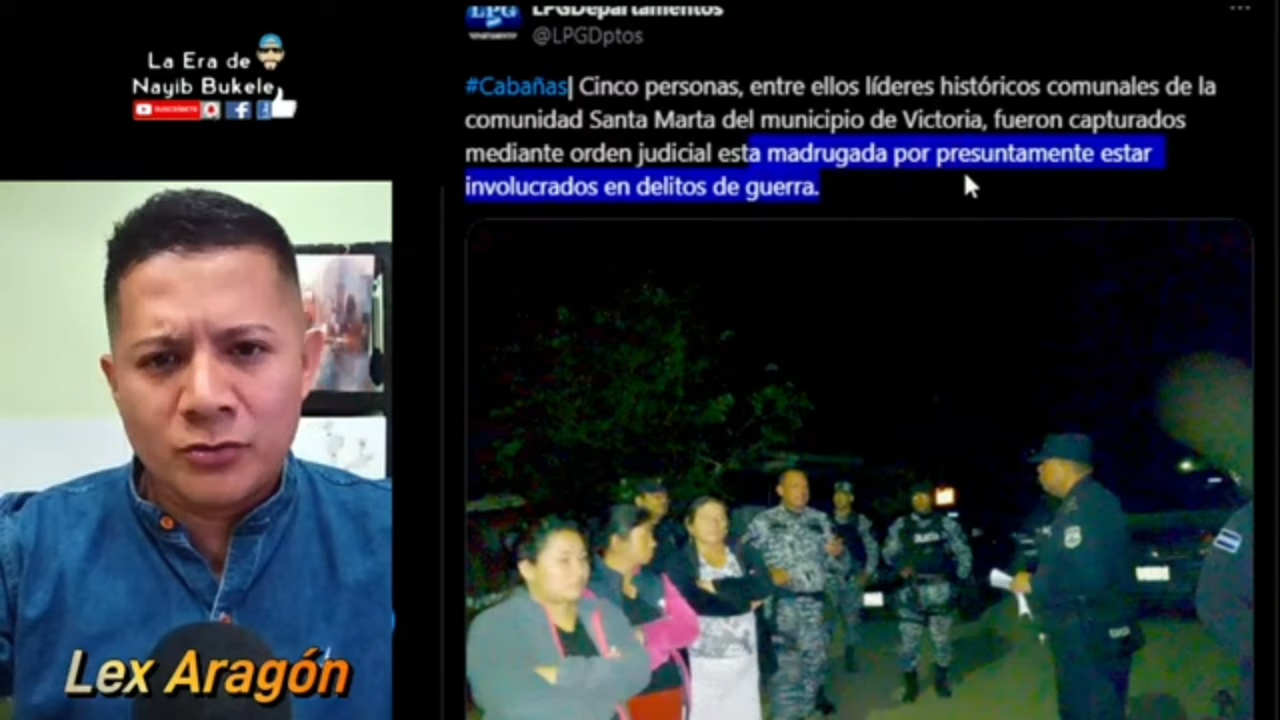 La Era de
Nayib Bukele
SUSCRÍBETE
LPG
LPGDepartamentos
@LPGDptos
#Cabañas| Cinco personas, entre ellos líderes históricos comunales de la
comunidad Santa Marta del municipio de Victoria, fueron capturados
mediante orden judicial esta madrugada por presuntamente estar
involucrados en delitos de guerra.
Lex Aragón